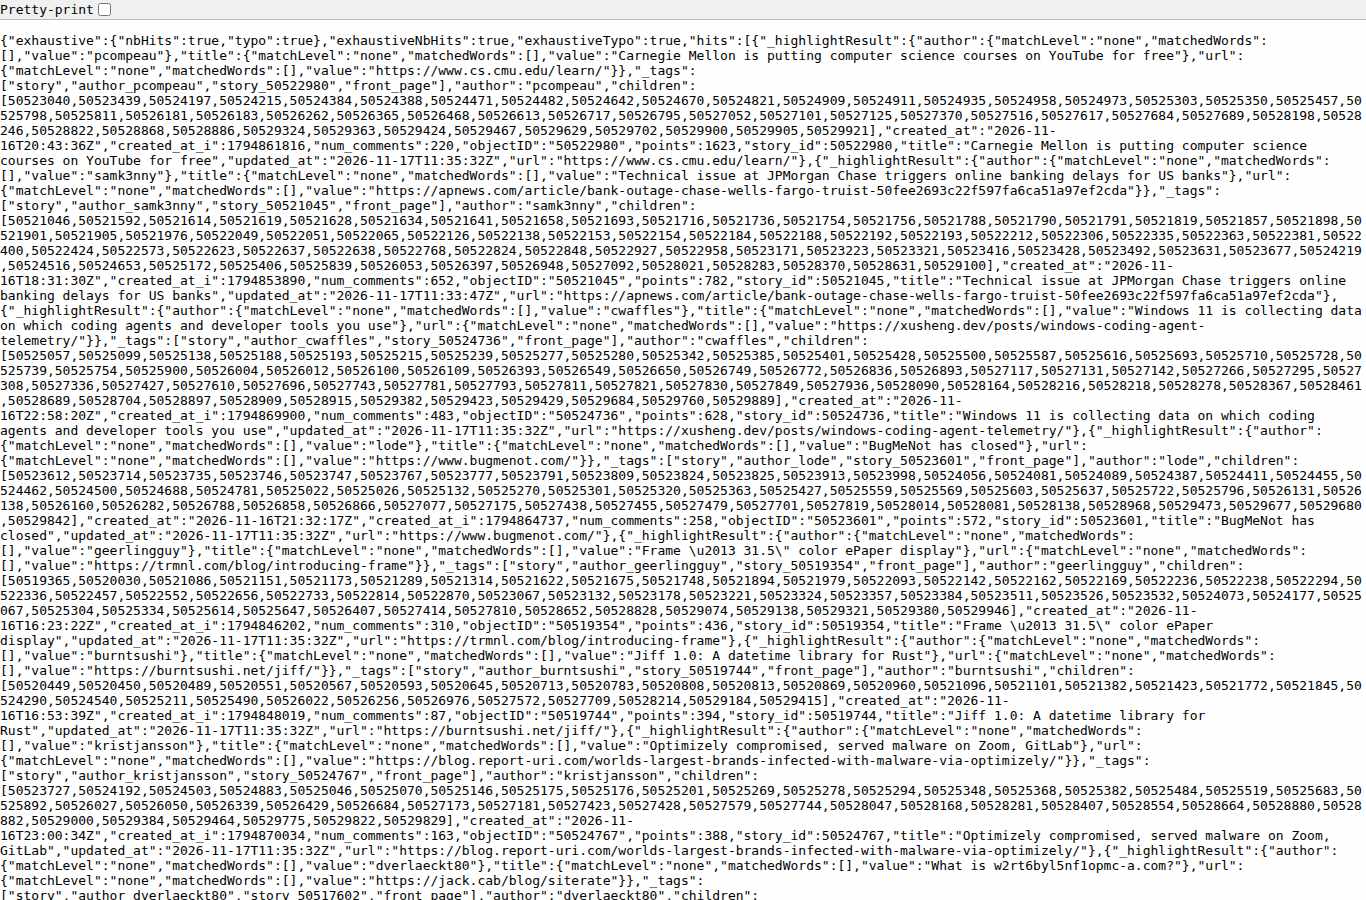 Pretty-print
{"exhaustive":{"nbHits":true,"typo":true},"exhaustiveNbHits":true,"exhaustiveTypo":true,"hits":[{"_highlightResult":{"author":{"matchLevel":"none","matchedWords":
[],"value":"pcompeau"},"title":{"matchLevel":"none","matchedWords":[],"value":"Carnegie Mellon is putting computer science courses on YouTube for free"},"url":
{"matchLevel":"none","matchedWords":[],"value":"https://www.cs.cmu.edu/learn/"}},"_tags":
["story","author_pcompeau","story_50522980","front_page"],"author":"pcompeau","children":
[50523040,50523439,50524197,50524215,50524384,50524388,50524471,50524482,50524642,50524670,50524821,50524909,50524911,50524935,50524958,50524973,50525303,50525350,50525457,50
525798,50525811,50526181,50526183,50526262,50526365,50526468,50526613,50526717,50526795,50527052,50527101,50527125,50527370,50527516,50527617,50527684,50527689,50528198,50528
246,50528822,50528868,50528886,50529324,50529363,50529424,50529467,50529629,50529702,50529900,50529905,50529921],"created_at":"2026-11-
16T20:43:36Z","created_at_i":1794861816,"num_comments":220,"objectID":"50522980","points":1623,"story_id":50522980,"title":"Carnegie Mellon is putting computer science
courses on YouTube for free","updated_at":"2026-11-17T11:35:32Z","url":"https://www.cs.cmu.edu/learn/"},{"_highlightResult":{"author":{"matchLevel":"none","matchedWords":
[],"value":"samk3nny"},"title":{"matchLevel":"none","matchedWords":[],"value":"Technical issue at JPMorgan Chase triggers online banking delays for US banks"},"url":
{"matchLevel":"none","matchedWords":[],"value":"https://apnews.com/article/bank-outage-chase-wells-fargo-truist-50fee2693c22f597fa6ca51a97ef2cda"}},"_tags":
["story","author_samk3nny","story_50521045","front_page"],"author":"samk3nny","children":
[50521046,50521592,50521614,50521619,50521628,50521634,50521641,50521658,50521693,50521716,50521736,50521754,50521756,50521788,50521790,50521791,50521819,50521857,50521898,50
521901,50521905,50521976,50522049,50522051,50522065,50522126,50522138,50522153,50522154,50522184,50522188,50522192,50522193,50522212,50522306,50522335,50522363,50522381,50522
400,50522424,50522573,50522623,50522637,50522638,50522768,50522824,50522848,50522927,50522958,50523171,50523223,50523321,50523416,50523428,50523492,50523631,50523677,50524219
,50524516,50524653,50525172,50525406,50525839,50526053,50526397,50526948,50527092,50528021,50528283,50528370,50528631,50529100],"created_at":"2026-11-
16T18:31:30Z","created_at_i":1794853890,"num_comments":652,"objectID":"50521045","points":782,"story_id":50521045,"title":"Technical issue at JPMorgan Chase triggers online
banking delays for US banks","updated_at":"2026-11-17T11:33:47Z","url":"https://apnews.com/article/bank-outage-chase-wells-fargo-truist-50fee2693c22f597fa6ca51a97ef2cda"},
{"_highlightResult":{"author":{"matchLevel":"none","matchedWords":[],"value":"cwaffles"},"title":{"matchLevel":"none","matchedWords":[],"value":"Windows 11 is collecting data
on which coding agents and developer tools you use"},"url":{"matchLevel":"none","matchedWords":[],"value":"https://xusheng.dev/posts/windows-coding-agent-
telemetry/"}},"_tags":["story","author_cwaffles","story_50524736","front_page"],"author":"cwaffles","children":
[50525057,50525099,50525138,50525188,50525193,50525215,50525239,50525277,50525280,50525342,50525385,50525401,50525428,50525500,50525587,50525616,50525693,50525710,50525728,50
525739,50525754,50525900,50526004,50526012,50526100,50526109,50526393,50526549,50526650,50526749,50526772,50526836,50526893,50527117,50527131,50527142,50527266,50527295,50527
308,50527336,50527427,50527610,50527696,50527743,50527781,50527793,50527811,50527821,50527830,50527849,50527936,50528090,50528164,50528216,50528218,50528278,50528367,50528461
,50528689,50528704,50528897,50528909,50528915,50529382,50529423,50529429,50529684,50529760,50529889],"created_at":"2026-11-
16T22:58:20Z","created_at_i":1794869900,"num_comments":483,"objectID":"50524736","points":628,"story_id":50524736,"title":"Windows 11 is collecting data on which coding
agents and developer tools you use","updated_at":"2026-11-17T11:35:32Z","url":"https://xusheng.dev/posts/windows-coding-agent-telemetry/"},{"_highlightResult":{"author":
{"matchLevel":"none","matchedWords":[],"value":"lode"},"title":{"matchLevel":"none","matchedWords":[],"value":"BugMeNot has closed"},"url":
{"matchLevel":"none","matchedWords":[],"value":"https://www.bugmenot.com/"}},"_tags":["story","author_lode","story_50523601","front_page"],"author":"lode","children":
[50523612,50523714,50523735,50523746,50523747,50523767,50523777,50523791,50523809,50523824,50523825,50523913,50523998,50524056,50524081,50524089,50524387,50524411,50524455,50
524462,50524500,50524688,50524781,50525022,50525026,50525132,50525270,50525301,50525320,50525363,50525427,50525559,50525569,50525603,50525637,50525722,50525796,50526131,50526
138,50526160,50526282,50526788,50526858,50526866,50527077,50527175,50527438,50527455,50527479,50527701,50527819,50528014,50528081,50528138,50528968,50529473,50529677,50529680
,50529842],"created_at":"2026-11-16T21:32:17Z","created_at_i":1794864737,"num_comments":258,"objectID":"50523601","points":572,"story_id":50523601,"title":"BugMeNot has
closed","updated_at":"2026-11-17T11:35:32Z","url":"https://www.bugmenot.com/"},{"_highlightResult":{"author":{"matchLevel":"none","matchedWords":
[],"value":"geerlingguy"},"title":{"matchLevel":"none","matchedWords":[],"value":"Frame \u2013 31.5\" color ePaper display"},"url":{"matchLevel":"none","matchedWords":
[],"value":"https://trmnl.com/blog/introducing-frame"}},"_tags":["story","author_geerlingguy","story_50519354","front_page"],"author":"geerlingguy","children":
[50519365,50520030,50521086,50521151,50521173,50521289,50521314,50521622,50521675,50521748,50521894,50521979,50522093,50522142,50522162,50522169,50522236,50522238,50522294,50
522336,50522457,50522552,50522656,50522733,50522814,50522870,50523067,50523132,50523178,50523221,50523324,50523357,50523384,50523511,50523526,50523532,50524073,50524177,50525
067,50525304,50525334,50525614,50525647,50526407,50527414,50527810,50528652,50528828,50529074,50529138,50529321,50529380,50529946],"created_at":"2026-11-
16T16:23:22Z","created_at_i":1794846202,"num_comments":310,"objectID":"50519354","points":436,"story_id":50519354,"title":"Frame \u2013 31.5\" color ePaper
display","updated_at":"2026-11-17T11:35:32Z","url":"https://trmnl.com/blog/introducing-frame"},{"_highlightResult":{"author":{"matchLevel":"none","matchedWords":
[],"value":"burntsushi"},"title":{"matchLevel":"none","matchedWords":[],"value":"Jiff 1.0: A datetime library for Rust"},"url":{"matchLevel":"none","matchedWords":
[],"value":"https://burntsushi.net/jiff/"}},"_tags":["story","author_burntsushi","story_50519744","front_page"],"author":"burntsushi","children":
[50520449,50520450,50520489,50520551,50520567,50520593,50520645,50520713,50520783,50520808,50520813,50520869,50520960,50521096,50521101,50521382,50521423,50521772,50521845,50
524290,50524540,50525211,50525490,50526022,50526256,50526976,50527572,50527709,50528214,50529184,50529415],"created_at":"2026-11-
16T16:53:39Z","created_at_i":1794848019,"num_comments":87,"objectID":"50519744","points":394,"story_id":50519744,"title":"Jiff 1.0: A datetime library for
Rust","updated_at":"2026-11-17T11:35:32Z","url":"https://burntsushi.net/jiff/"},{"_highlightResult":{"author":{"matchLevel":"none","matchedWords":
[],"value":"kristjansson"},"title":{"matchLevel":"none","matchedWords":[],"value":"Optimizely compromised, served malware on Zoom, GitLab"},"url":
{"matchLevel":"none","matchedWords":[],"value":"https://blog.report-uri.com/worlds-largest-brands-infected-with-malware-via-optimizely/"}},"_tags":
["story","author_kristjansson","story_50524767","front_page"],"author":"kristjansson","children":
[50523727,50524192,50524503,50524883,50525046,50525070,50525146,50525175,50525176,50525201,50525269,50525278,50525294,50525348,50525368,50525382,50525484,50525519,50525683,50
525892,50526027,50526050,50526339,50526429,50526684,50527173,50527181,50527423,50527428,50527579,50527744,50528047,50528168,50528281,50528407,50528554,50528664,50528880,50528
882,50529000,50529384,50529464,50529775,50529822,50529829],"created_at":"2026-11-
16T23:00:34Z","created_at_i":1794870034,"num_comments":163,"objectID":"50524767","points":388,"story_id":50524767,"title":"Optimizely compromised, served malware on Zoom,
GitLab","updated_at":"2026-11-17T11:35:32Z","url":"https://blog.report-uri.com/worlds-largest-brands-infected-with-malware-via-optimizely/"},{"_highlightResult":{"author":
{"matchLevel":"none","matchedWords":[],"value":"dverlaeckt80"},"title":{"matchLevel":"none","matchedWords":[],"value":"What is w2rt6byl5nf1opmc-a.com?"},"url":
{"matchLevel":"none","matchedWords":[],"value":"https://jack.cab/blog/siterate"}},"_tags":
["story","author_dverlaeckt80","story_50517602","front_page"],"author":"dverlaeckt80","children":